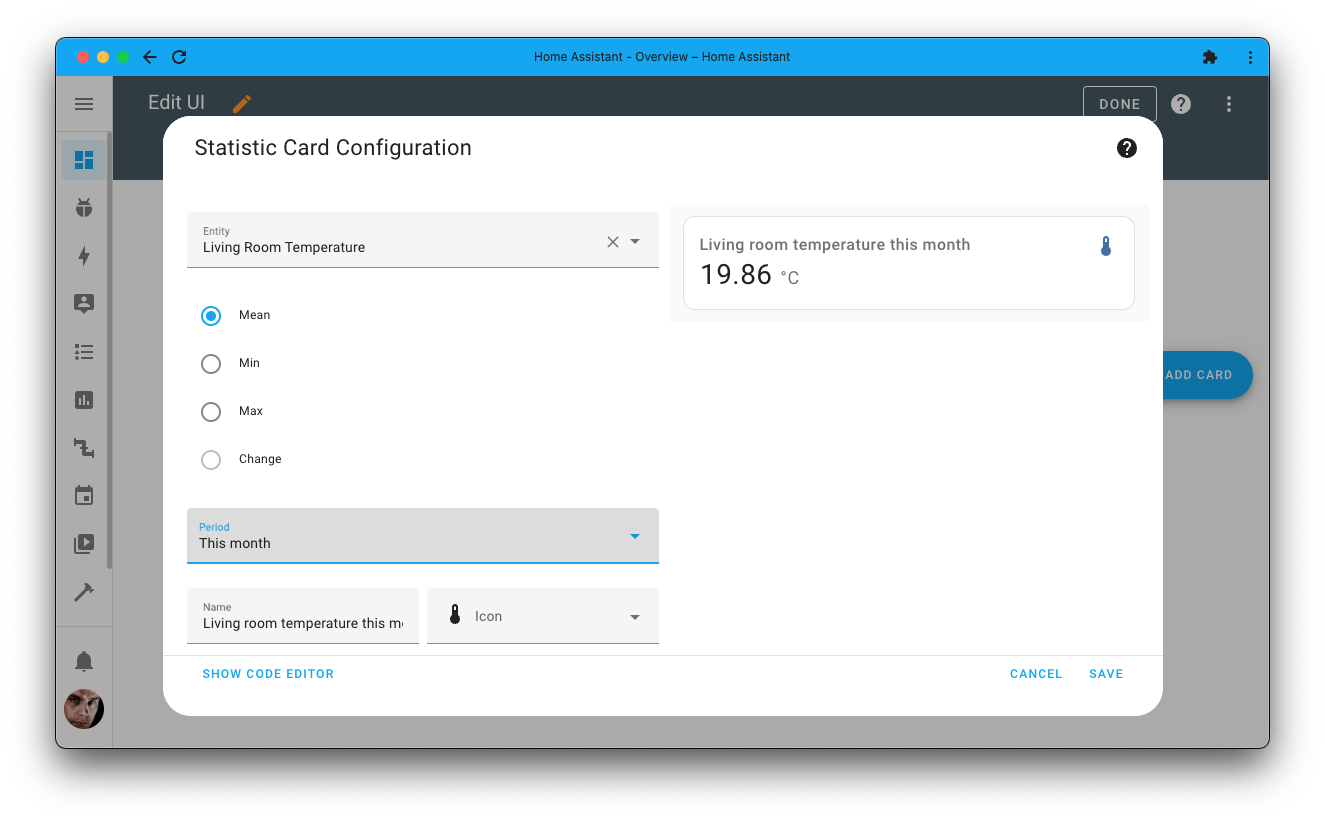 Home Assistant - Overview – Home Assistant
Edit UI
DONE
Statistic Card Configuration
Entity
Living Room Temperature
Living room temperature this month
19.86 °C
Mean
Min
Max
Change
ADD CARD
Period
This month
Name
Living room temperature this m
Icon
SHOW CODE EDITOR
CANCEL
SAVE